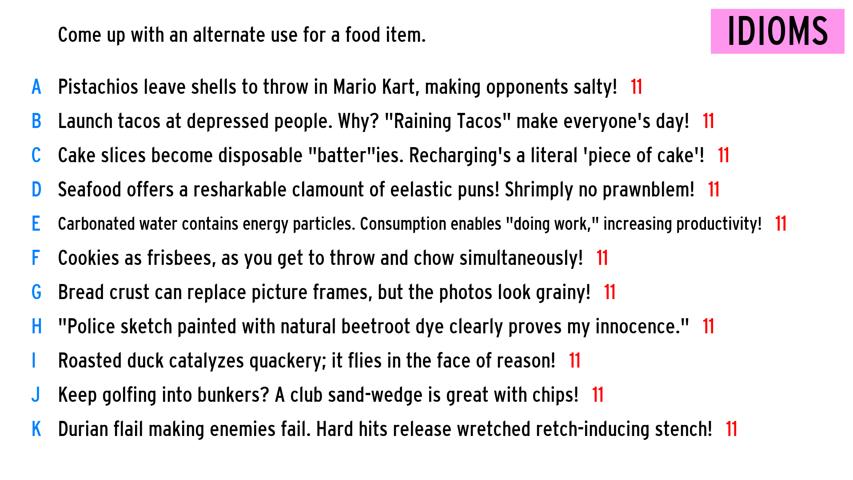 Come up with an alternate use for a food item.
IDIOMS
A Pistachios leave shells to throw in Mario Kart, making opponents salty! 11
B Launch tacos at depressed people. Why? "Raining Tacos" make everyone's day! 11
C Cake slices become disposable "batter"ies. Recharging's a literal 'piece of cake'! 11
D Seafood offers a resharkable clamount of eelastic puns! Shrimply no prawnblem! 11
E Carbonated water contains energy particles. Consumption enables "doing work," increasing productivity! 11
F Cookies as frisbees, as you get to throw and chow simultaneously! 11
G Bread crust can replace picture frames, but the photos look grainy! 11
H "Police sketch painted with natural beetroot dye clearly proves my innocence." 11
I Roasted duck catalyzes quackery; it flies in the face of reason! 11
J Keep golfing into bunkers? A club sand-wedge is great with chips! 11
K Durian flail making enemies fail. Hard hits release wretched retch-inducing stench! 11